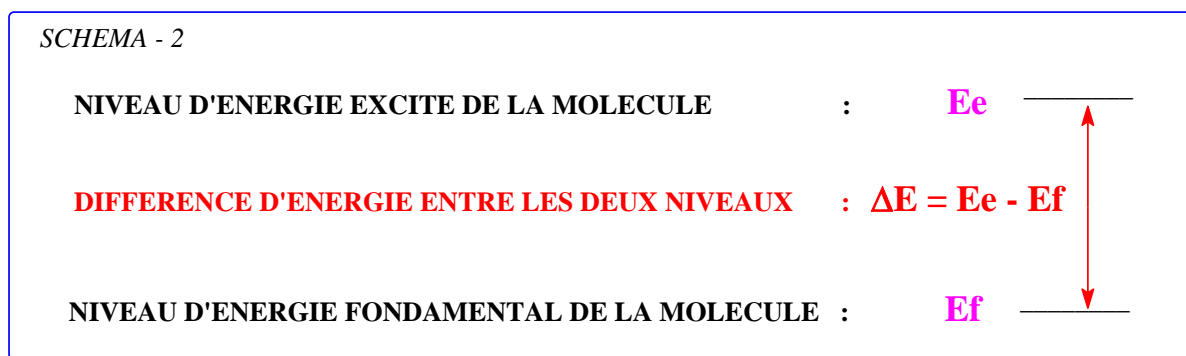 SCHEMA - 2
NIVEAU D'ENERGIE EXCITE DE LA MOLECULE : Ee
DIFFERENCE D'ENERGIE ENTRE LES DEUX NIVEAUX : ΔE = Ee - Ef
NIVEAU D'ENERGIE FONDAMENTAL DE LA MOLECULE : Ef